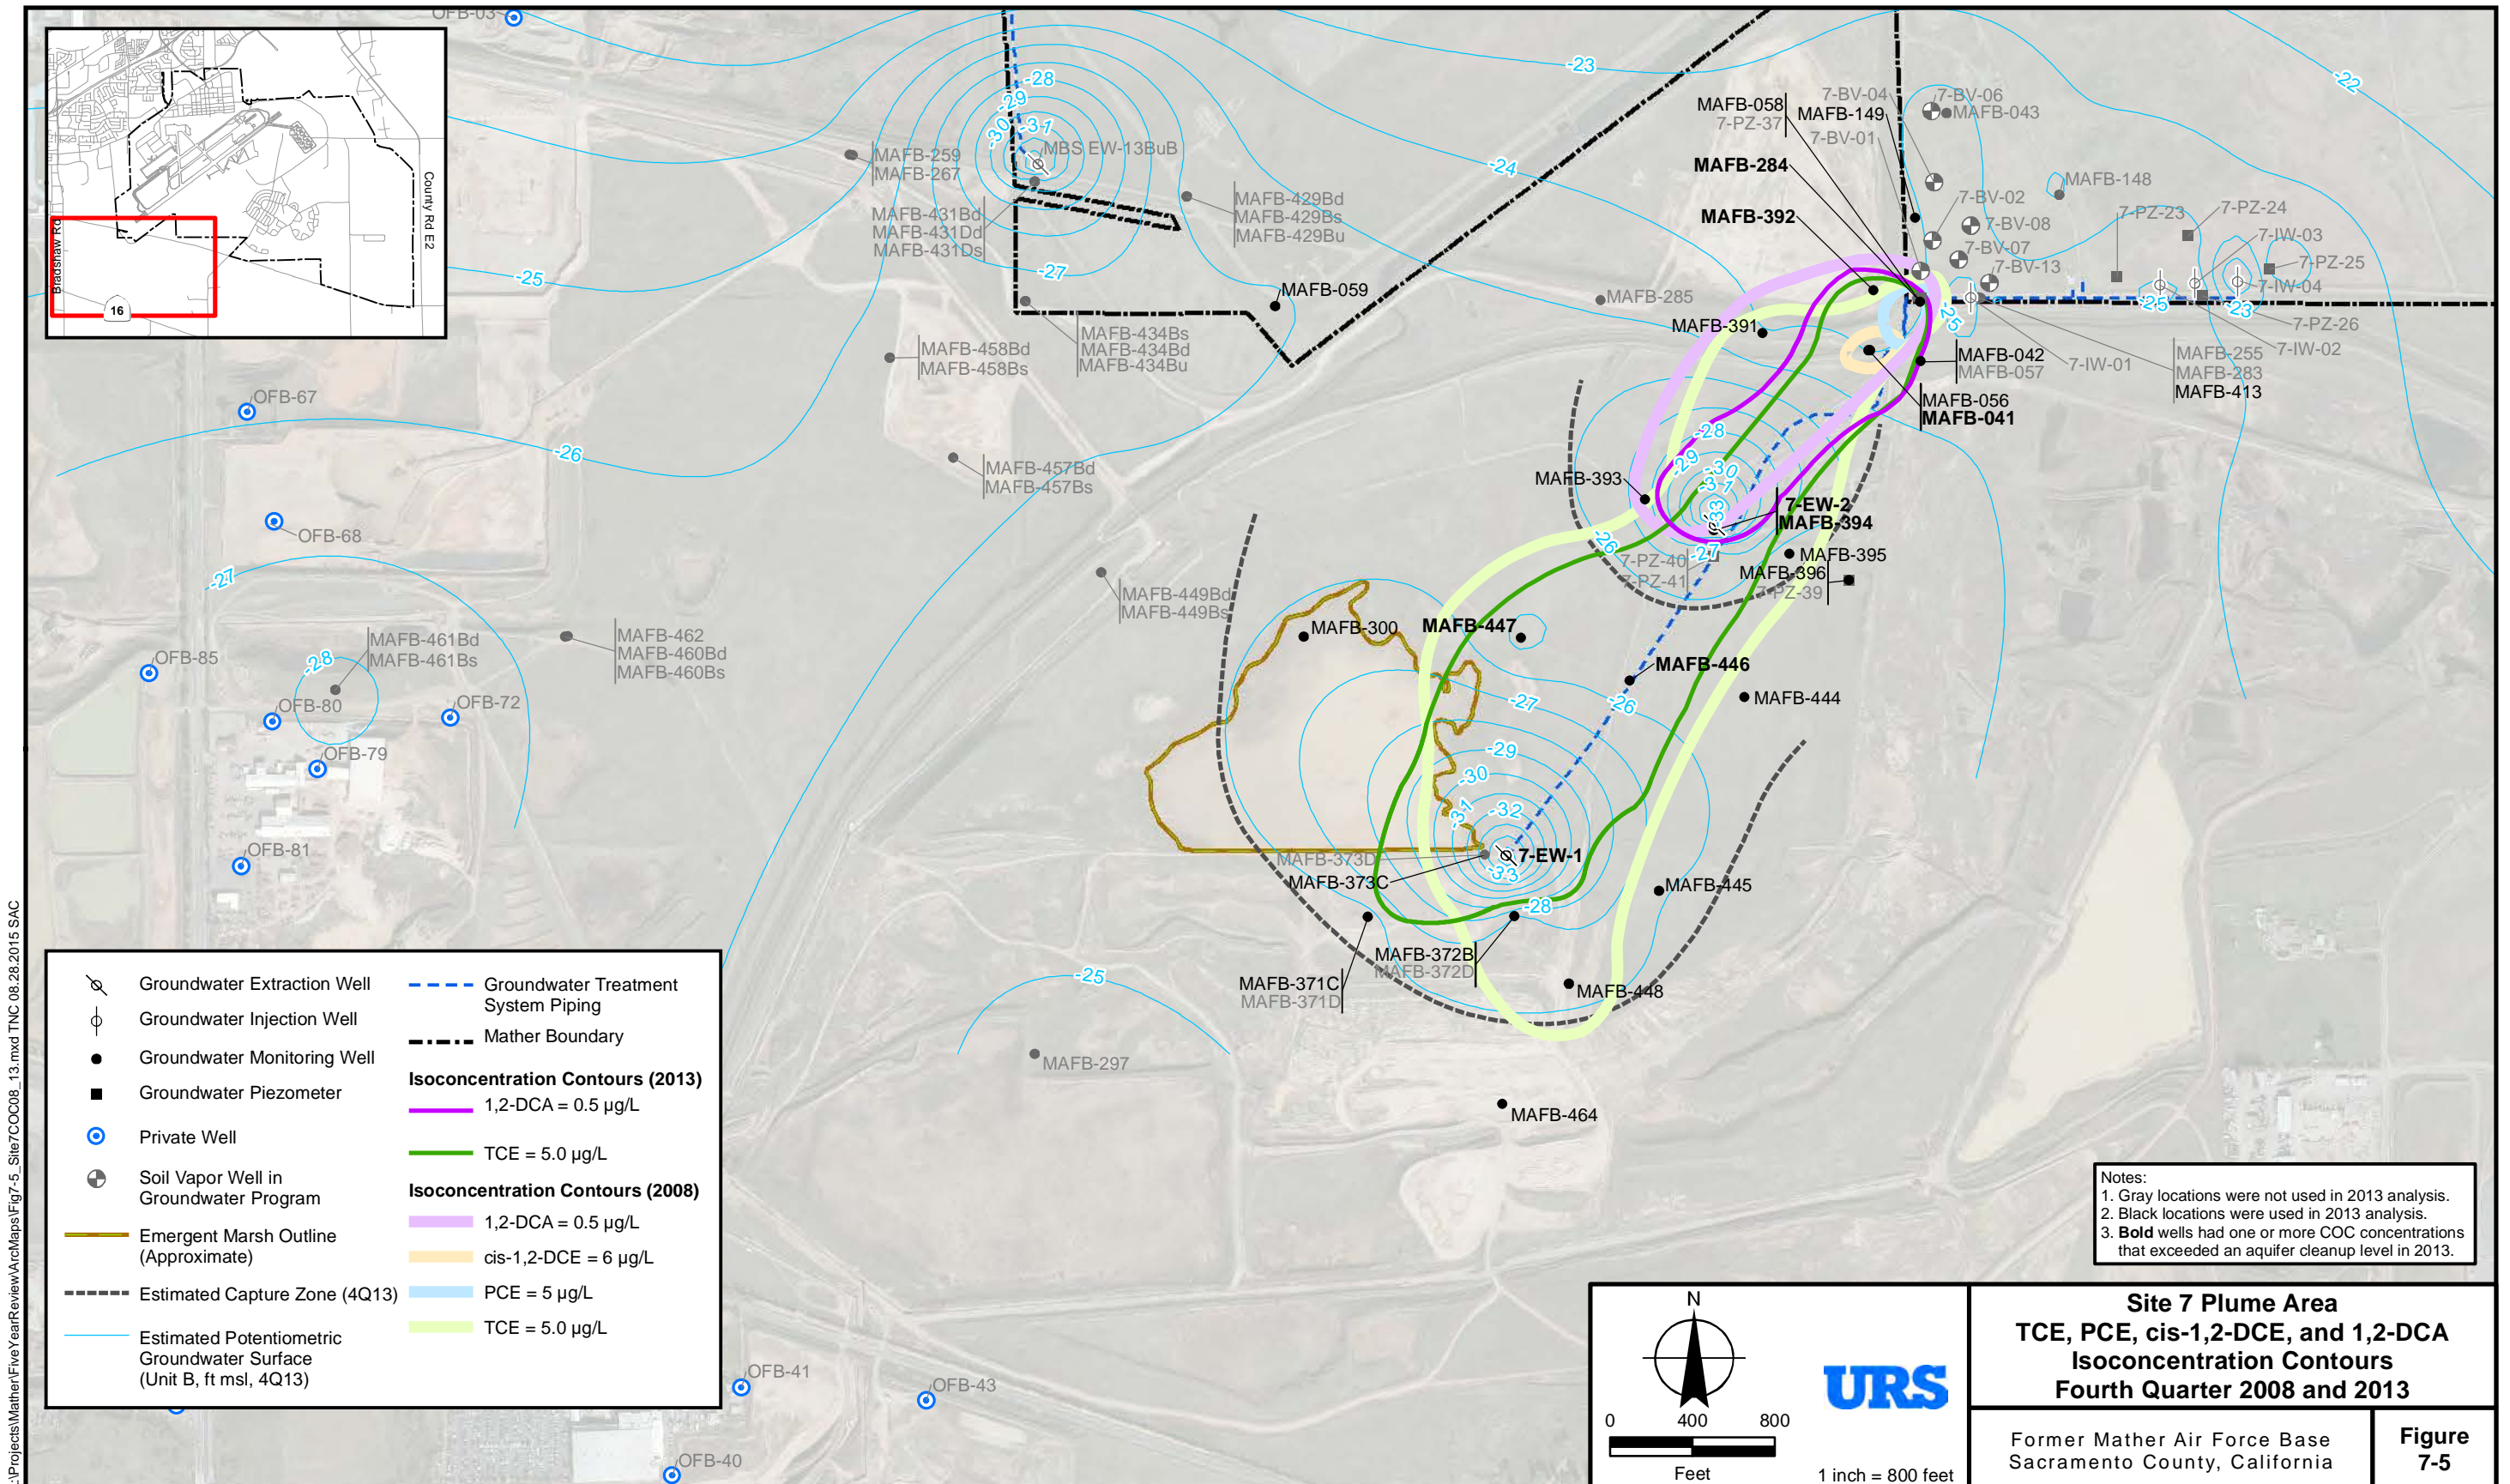 OFB-03
Bradshaw Rd
County Rd E2
16
-28
-29
-30
-31
MBS EW-13BuB
MAFB-259
MAFB-267
MAFB-431Bd
MAFB-431Dd
MAFB-431Ds
MAFB-429Bd
MAFB-429Bs
MAFB-429Bu
-27
-25
MAFB-059
MAFB-434Bs
MAFB-434Bd
MAFB-434Bu
MAFB-458Bd
MAFB-458Bs
MAFB-457Bd
MAFB-457Bs
-23
-22
-24
MAFB-058
7-PZ-37
MAFB-149
7-BV-04
7-BV-01
7-BV-06
MAFB-043
MAFB-284
MAFB-392
MAFB-148
7-BV-02
7-BV-08
7-BV-07
7-BV-13
7-PZ-23
7-PZ-24
7-IW-03
7-PZ-25
7-IW-04
7-PZ-26
7-IW-02
7-IW-01
-25
-25
-23
MAFB-285
MAFB-391
MAFB-042
MAFB-057
MAFB-255
MAFB-283
MAFB-413
MAFB-056
MAFB-041
OFB-67
-26
OFB-68
-27
-28
-29
-30
-31
-33
MAFB-393
7-EW-2
MAFB-394
-26
-27
7-PZ-40
7-PZ-41
MAFB-395
MAFB-396
7-PZ-39
MAFB-449Bd
MAFB-449Bs
MAFB-300
MAFB-447
MAFB-446
MAFB-444
OFB-85
-28
MAFB-461Bd
MAFB-461Bs
MAFB-462
MAFB-460Bd
MAFB-460Bs
OFB-80
OFB-72
OFB-79
OFB-81
-27
-26
-29
-30
-31
-32
-33
-28
MAFB-373D
7-EW-1
MAFB-373C
MAFB-445
MAFB-372B
MAFB-372D
MAFB-371C
MAFB-371D
MAFB-448
-25
MAFB-297
MAFB-464
OFB-41
OFB-43
OFB-40
Groundwater Extraction Well
Groundwater Injection Well
Groundwater Monitoring Well
Groundwater Piezometer
Private Well
Soil Vapor Well in
Groundwater Program
Emergent Marsh Outline
(Approximate)
Estimated Capture Zone (4Q13)
Estimated Potentiometric
Groundwater Surface
(Unit B, ft msl, 4Q13)
Groundwater Treatment
System Piping
Mather Boundary
Isoconcentration Contours (2013)
1,2-DCA = 0.5 µg/L
TCE = 5.0 µg/L
Isoconcentration Contours (2008)
1,2-DCA = 0.5 µg/L
cis-1,2-DCE = 6 µg/L
PCE = 5 µg/L
TCE = 5.0 µg/L
Notes:
1. Gray locations were not used in 2013 analysis.
2. Black locations were used in 2013 analysis.
3. Bold wells had one or more COC concentrations
that exceeded an aquifer cleanup level in 2013.
N
0 400 800
Feet
URS
1 inch = 800 feet
Site 7 Plume Area
TCE, PCE, cis-1,2-DCE, and 1,2-DCA
Isoconcentration Contours
Fourth Quarter 2008 and 2013
Former Mather Air Force Base
Sacramento County, California
Figure
7-5
:\Projects\Mather\FiveYearReview\ArcMaps\Fig7-5_Site7COC08_13.mxd TNC 08.28.2015 SAC